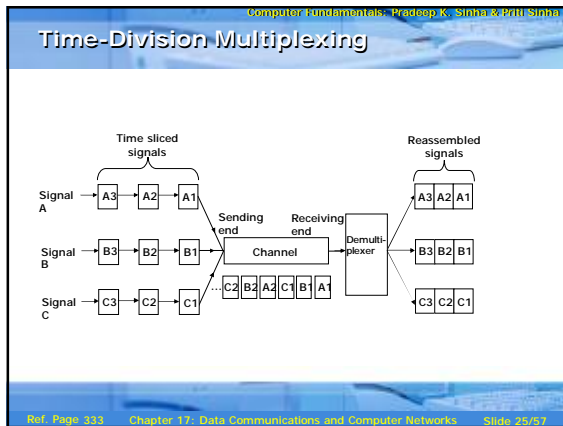 Computer Fundamentals: Pradeep K. Sinha & Priti Sinha
Time-Division Multiplexing
Time sliced
signals
Reassembled
signals
Signal
A
A3 A2 A1
A3 A2 A1
Sending
end
Receiving
end
Signal
B
B3 B2 B1
Channel
Demulti-
plexer
B3 B2 B1
...C2 B2 A2 C1 B1 A1
Signal
C
C3 C2 C1
C3 C2 C1
Ref. Page 333 Chapter 17: Data Communications and Computer Networks Slide 25/57